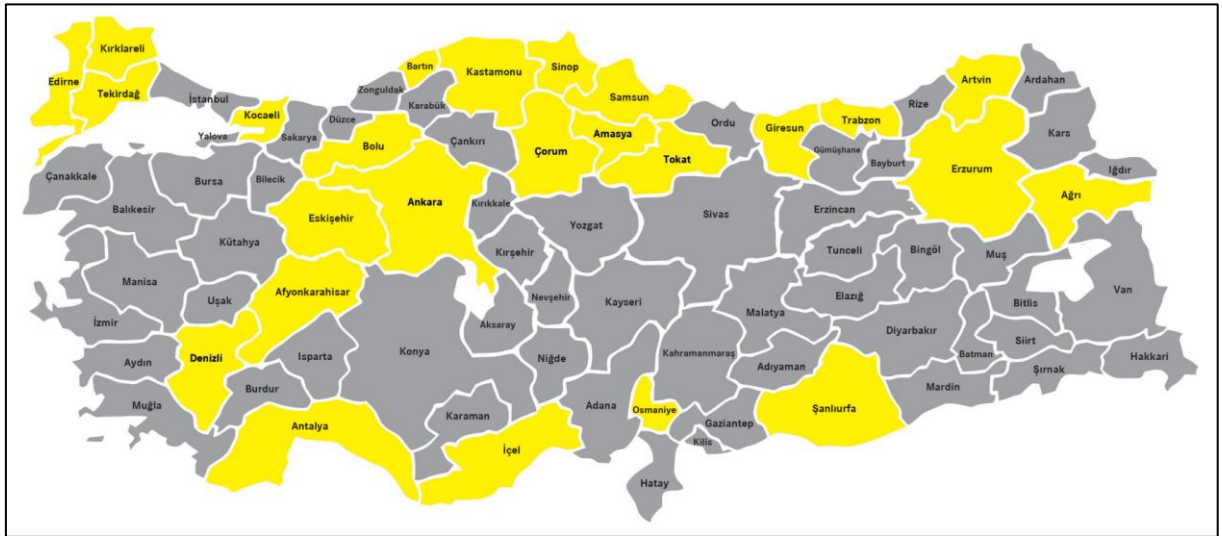 Kırklareli
Edirne
Tekirdağ
İstanbul
Kocaeli
Yalova
Sakarya
Düzce
Zonguldak
Bartın
Karabük
Kastamonu
Sinop
Samsun
Çankırı
Çorum
Amasya
Tokat
Ordu
Giresun
Trabzon
Gümüşhane
Bayburt
Rize
Artvin
Ardahan
Kars
Iğdır
Ağrı
Erzurum
Çanakkale
Bursa
Bilecik
Bolu
Balıkesir
Kütahya
Eskişehir
Ankara
Kırıkkale
Kırşehir
Yozgat
Sivas
Erzincan
Tunceli
Bingöl
Muş
Manisa
Uşak
Afyonkarahisar
Nevşehir
Kayseri
Malatya
Elazığ
Bitlis
Van
İzmir
Aydın
Denizli
Isparta
Konya
Aksaray
Niğde
Kahramanmaraş
Adıyaman
Diyarbakır
Batman
Siirt
Şırnak
Hakkari
Muğla
Burdur
Antalya
Karaman
İçel
Adana
Osmaniye
Gaziantep
Kilis
Şanlıurfa
Mardin
Hatay